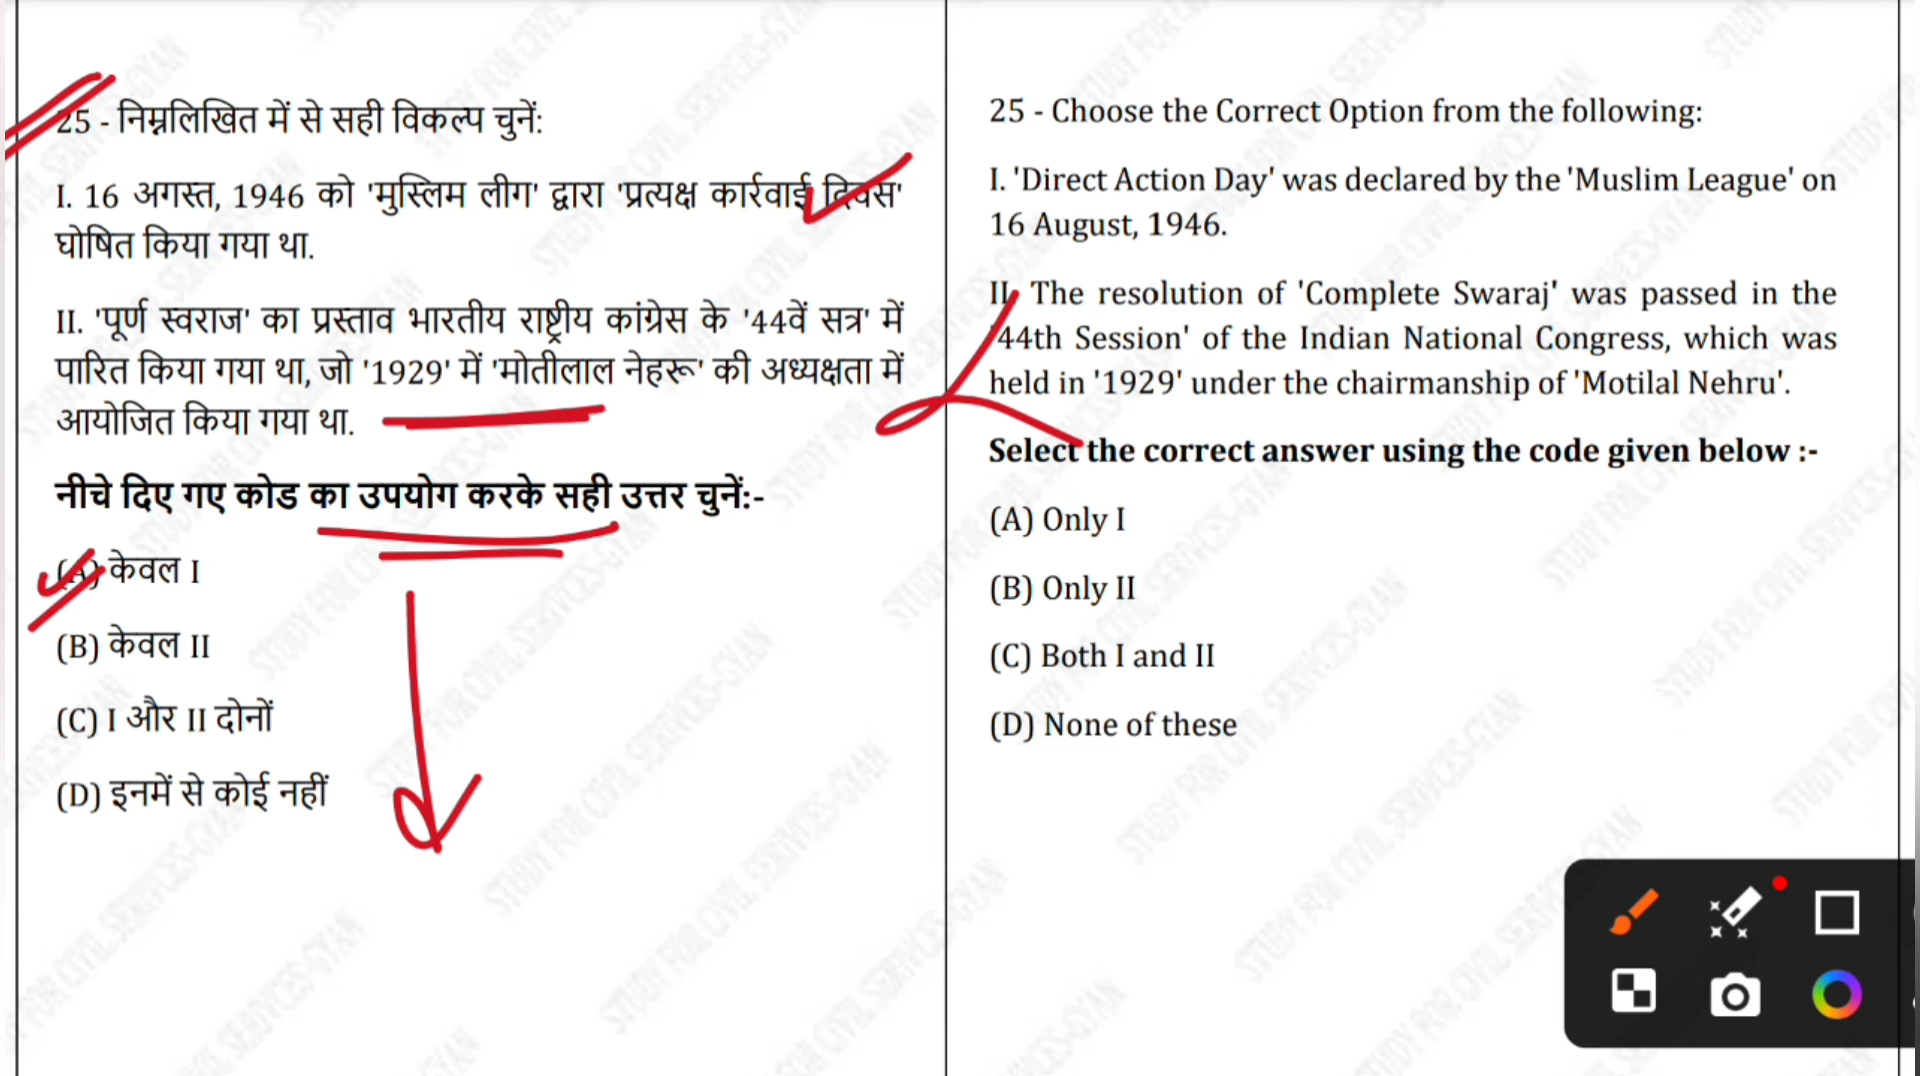 25 - निम्नलिखित में से सही विकल्प चुनें:
I. 16 अगस्त, 1946 को 'मुस्लिम लीग' द्वारा 'प्रत्यक्ष कार्रवाई दिवस'
घोषित किया गया था.
II. 'पूर्ण स्वराज' का प्रस्ताव भारतीय राष्ट्रीय कांग्रेस के '44वें सत्र' में
पारित किया गया था, जो '1929' में 'मोतीलाल नेहरू' की अध्यक्षता में
आयोजित किया गया था.
नीचे दिए गए कोड का उपयोग करके सही उत्तर चुनें:-
(A) केवल I
(B) केवल II
(C) I और II दोनों
(D) इनमें से कोई नहीं
25 - Choose the Correct Option from the following:
I. 'Direct Action Day' was declared by the 'Muslim League' on
16 August, 1946.
II. The resolution of 'Complete Swaraj' was passed in the
'44th Session' of the Indian National Congress, which was
held in '1929' under the chairmanship of 'Motilal Nehru'.
Select the correct answer using the code given below :-
(A) Only I
(B) Only II
(C) Both I and II
(D) None of these
STUDY FOR CIVIL SERIVCES-GYAN